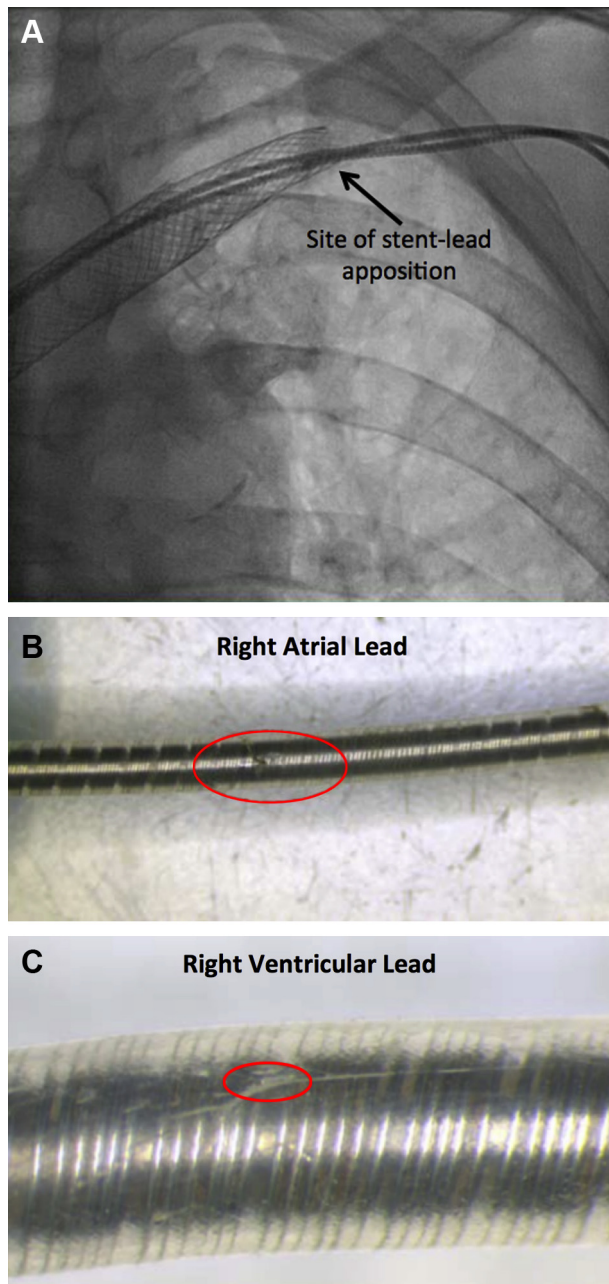 A
Site of stent-lead
apposition
B
Right Atrial Lead
C
Right Ventricular Lead